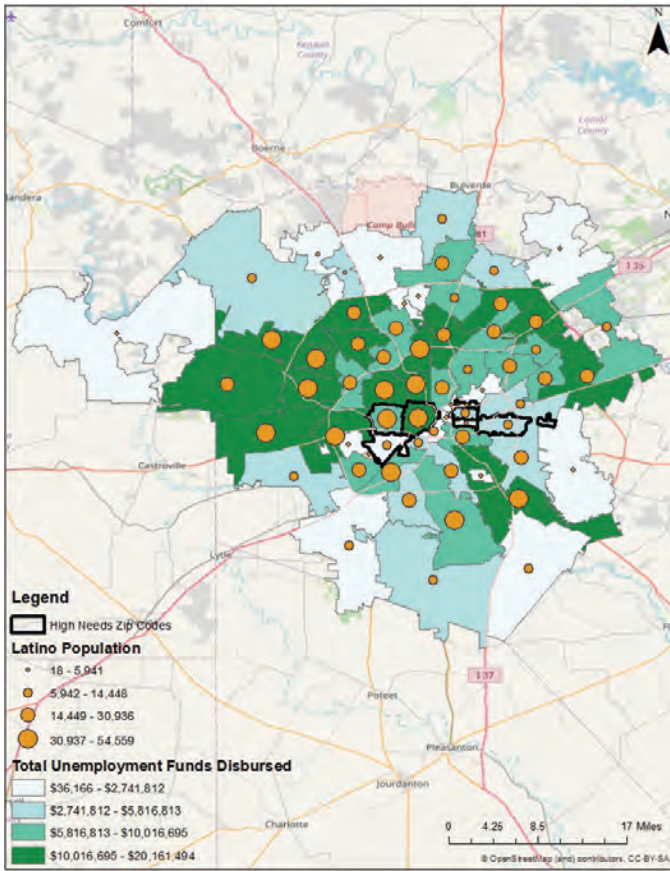 N
Comfort
Kendall
County
Comal
County
Boerne
Bulverde
Camp Bull
81
I 35
Castroville
Lytle
I 37
Poteet
Pleasanton
Jourdanton
Charlotte
Legend
High Needs Zip Codes
Latino Population
18 - 5,941
5,942 - 14,448
14,449 - 30,936
30,937 - 54,559
Total Unemployment Funds Disbursed
$36,166 - $2,741,812
$2,741,812 - $5,816,813
$5,816,813 - $10,016,695
$10,016,695 - $20,161,494
0 4.25 8.5 17 Miles
© OpenStreetMap (and) contributors, CC-BY-SA